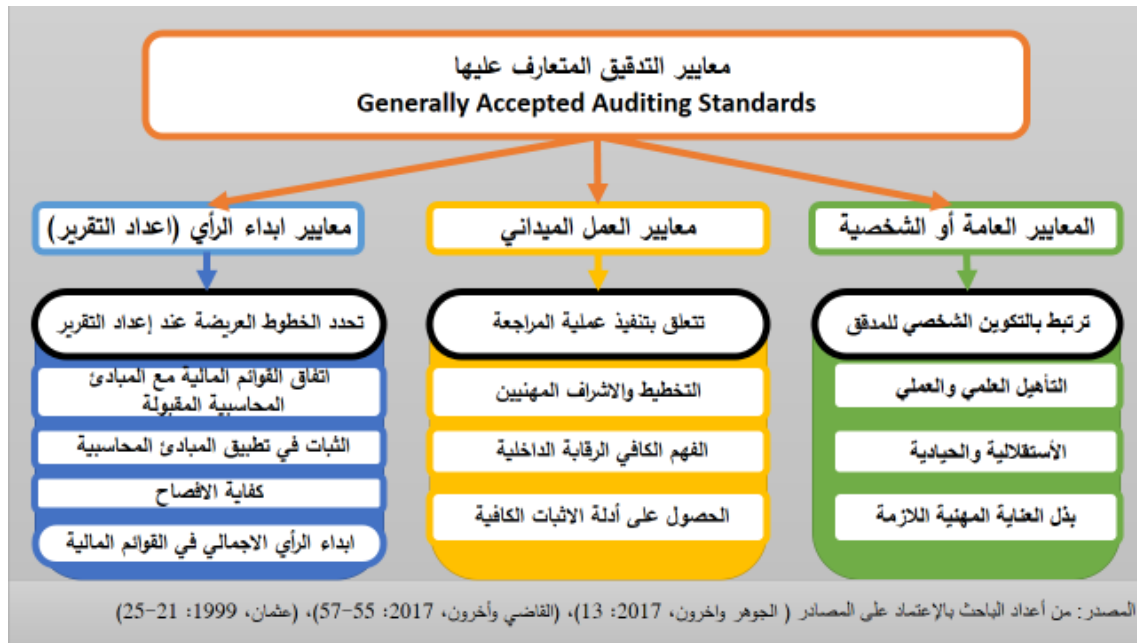 معايير التدقيق المتعارف عليها
Generally Accepted Auditing Standards
المعايير العامة أو الشخصية
ترتبط بالتكوين الشخصي للمدقق
التأهيل العلمي والعملي
الأستقلالية والحيادية
بذل العناية المهنية اللازمة
معايير العمل الميداني
تتعلق بتنفيذ عملية المراجعة
التخطيط والاشراف المهنيين
الفهم الكافي الرقابة الداخلية
الحصول على أدلة الاثبات الكافية
معايير ابداء الرأي (اعداد التقرير)
تحدد الخطوط العريضة عند إعداد التقرير
اتفاق القوائم المالية مع المبادئ
المحاسبية المقبولة
الثبات في تطبيق المبادئ المحاسبية
كفاية الافصاح
ابداء الرأي الاجمالي في القوائم المالية
المصدر: من أعداد الباحث بالإعتماد على المصادر ( الجوهر واخرون، 2017: 13)، (القاضي وأخرون، 2017: 55-57)، (عثمان، 1999: 21-25)